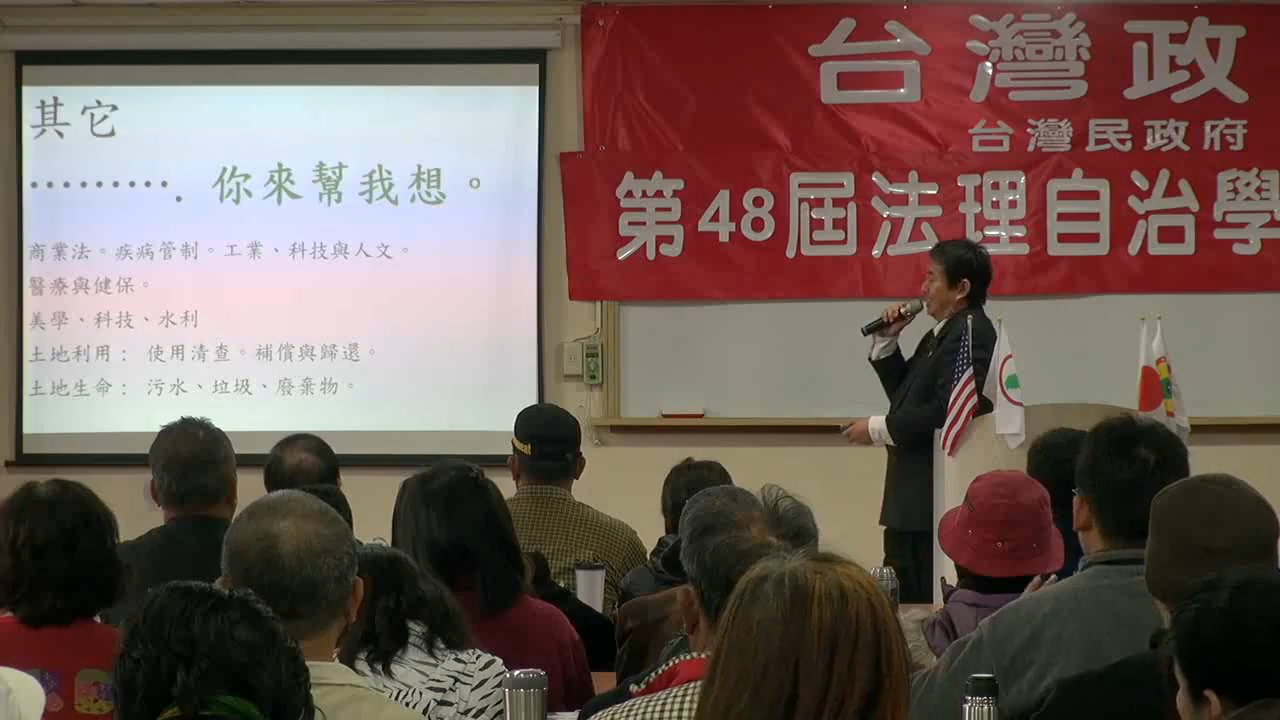 其它
………. 你來幫我想。
商業法。疾病管制。工業、科技與人文。
醫療與健保。
美學、科技、水利
土地利用： 使用清查。補償與歸還。
土地生命： 污水、垃圾、廢棄物。
台灣政
台灣民政府
第48屆法理自治學